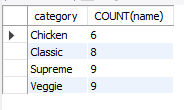 category COUNT(name)
Chicken 6
Classic 8
Supreme 9
Veggie 9